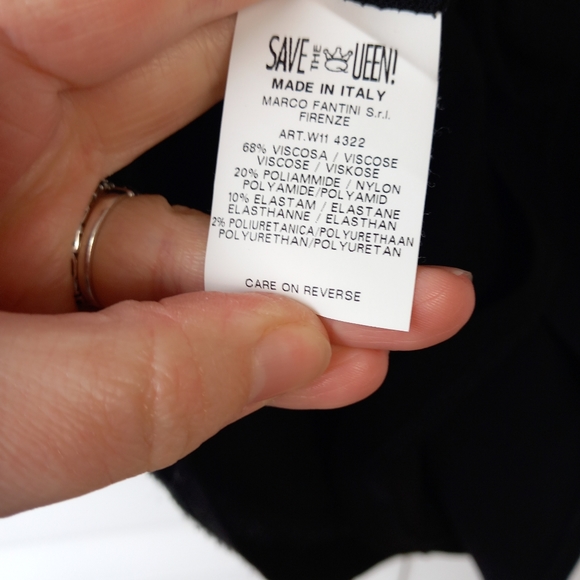 SAVE THE QUEEN!
MADE IN ITALY
MARCO FANTINI S.r.l.
FIRENZE
ART.W11 4322
68% VISCOSA / VISCOSE
VISCOSE / VISKOSE
20% POLIAMMIDE / NYLON
POLYAMIDE/POLYAMID
10% ELASTAM / ELASTANE
ELASTHANNE / ELASTHAN
2% POLIURETANICA/POLYURETHAAN
POLYURETHAN/POLYURETAN
CARE ON REVERSE